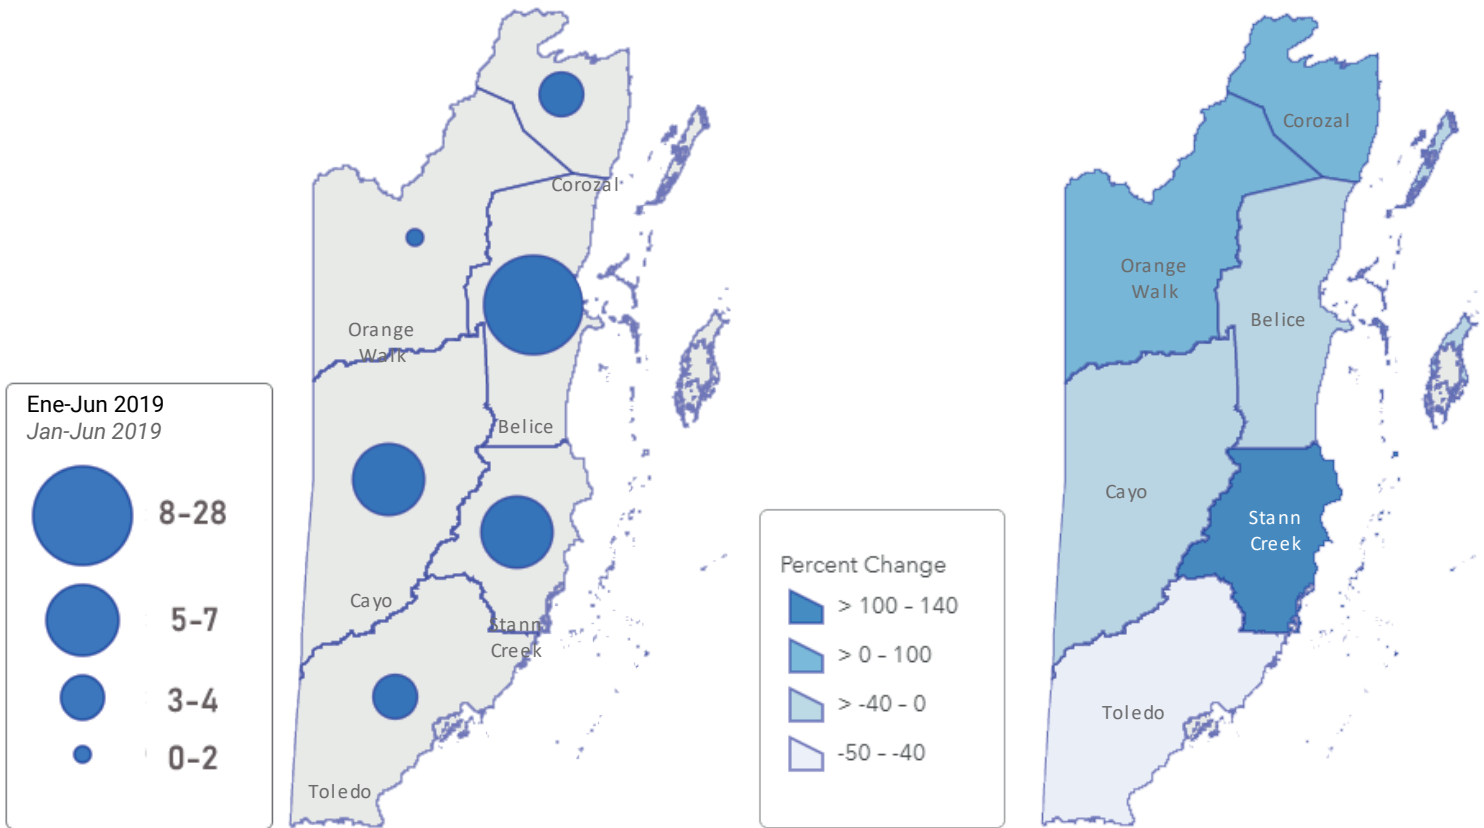 Corozal
Orange
Walk
Belice
Cayo
Stann
Creek
Toledo
Ene-Jun 2019
Jan-Jun 2019
8-28
5-7
3-4
0-2
Corozal
Orange
Walk
Belice
Cayo
Stann
Creek
Toledo
Percent Change
> 100 - 140
> 0 - 100
> -40 - 0
-50 - -40